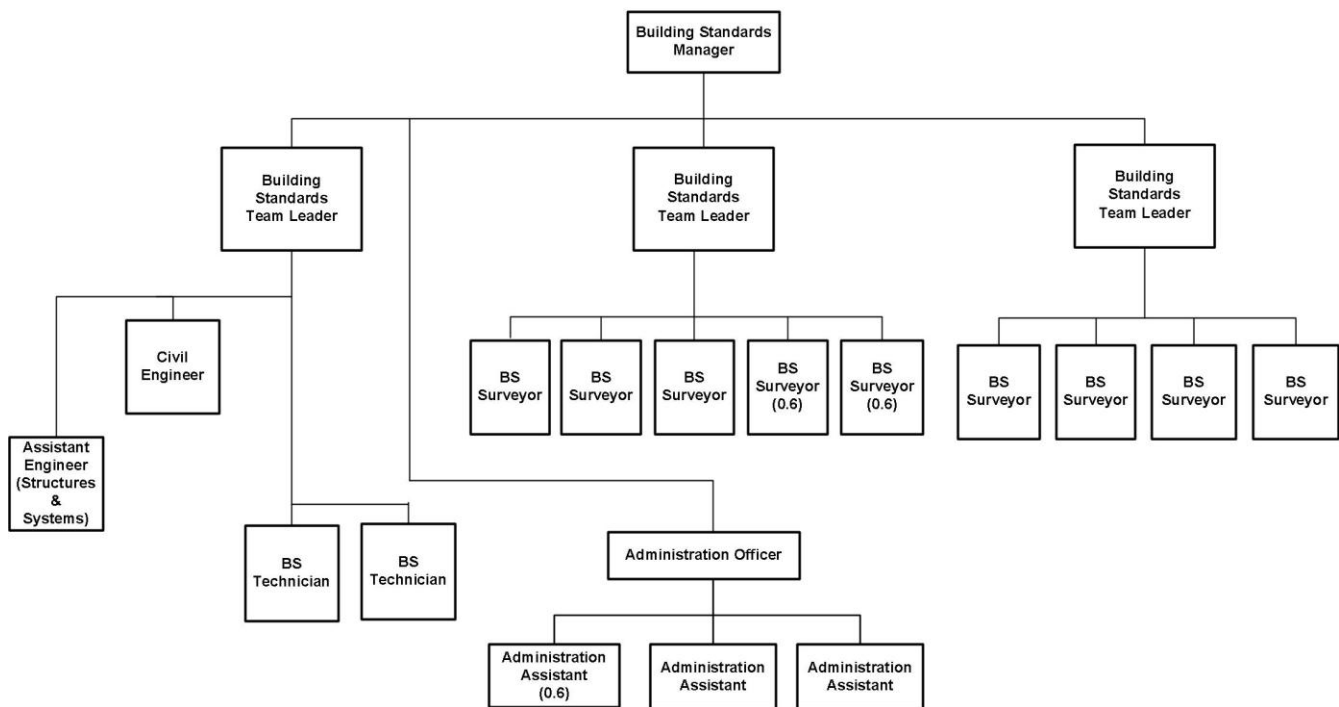 Building Standards
Manager
Building
Standards
Team Leader
Building
Standards
Team Leader
Building
Standards
Team Leader
Civil
Engineer
Assistant
Engineer
(Structures
&
Systems)
BS
Technician
BS
Technician
BS
Surveyor
BS
Surveyor
BS
Surveyor
BS
Surveyor
(0.6)
BS
Surveyor
(0.6)
BS
Surveyor
BS
Surveyor
BS
Surveyor
BS
Surveyor
Administration Officer
Administration
Assistant
(0.6)
Administration
Assistant
Administration
Assistant